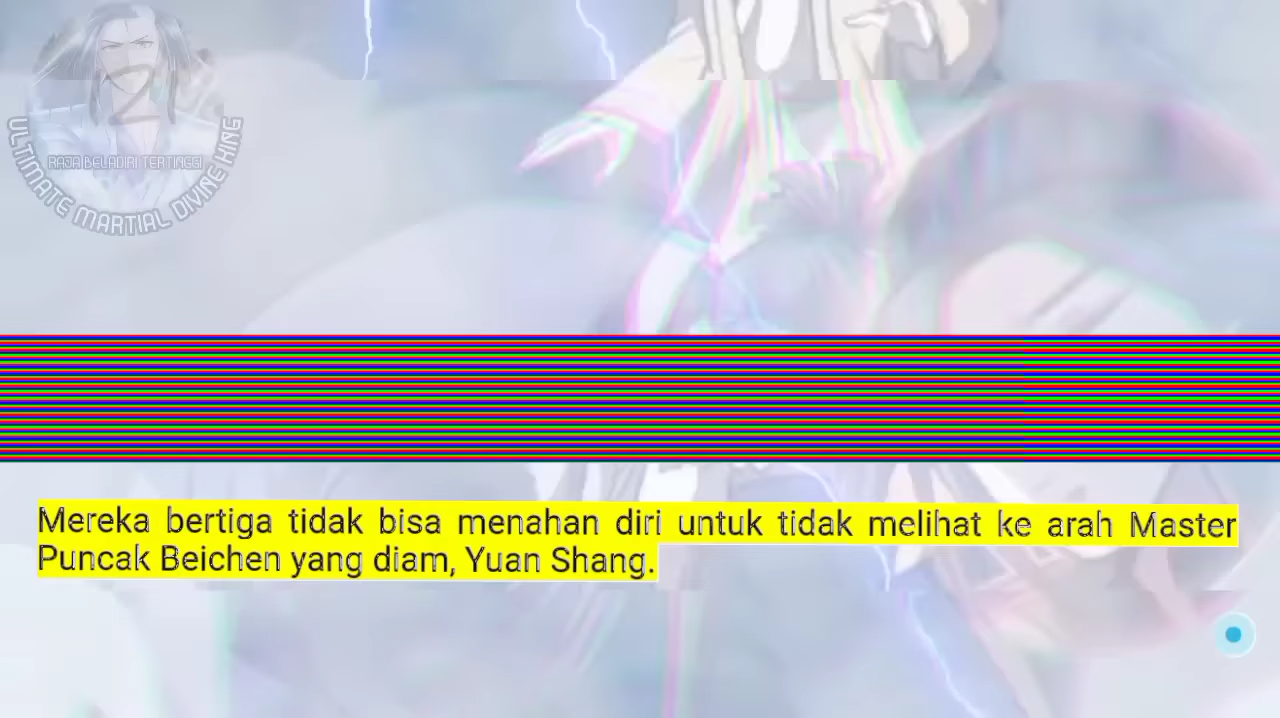 RAJA BELADIRI TERTINGGI
ULTIMATE MARTIAL DIVINE KING
Mereka bertiga tidak bisa menahan diri untuk tidak melihat ke arah Master
Puncak Beichen yang diam, Yuan Shang.